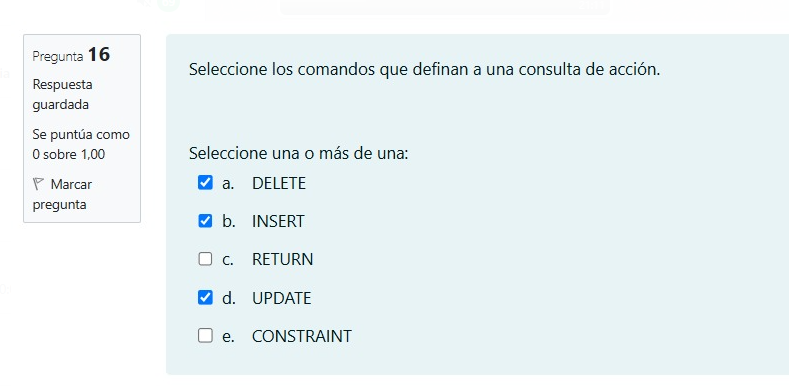 Pregunta 16
Respuesta
guardada
Se puntúa como
0 sobre 1,00
Marcar
pregunta
Seleccione los comandos que definan a una consulta de acción.
Seleccione una o más de una:
a. DELETE
b. INSERT
c. RETURN
d. UPDATE
e. CONSTRAINT